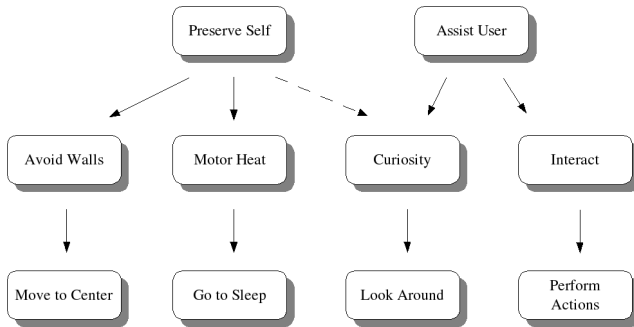 Preserve Self
Assist User
Avoid Walls
Motor Heat
Curiosity
Interact
Move to Center
Go to Sleep
Look Around
Perform
Actions